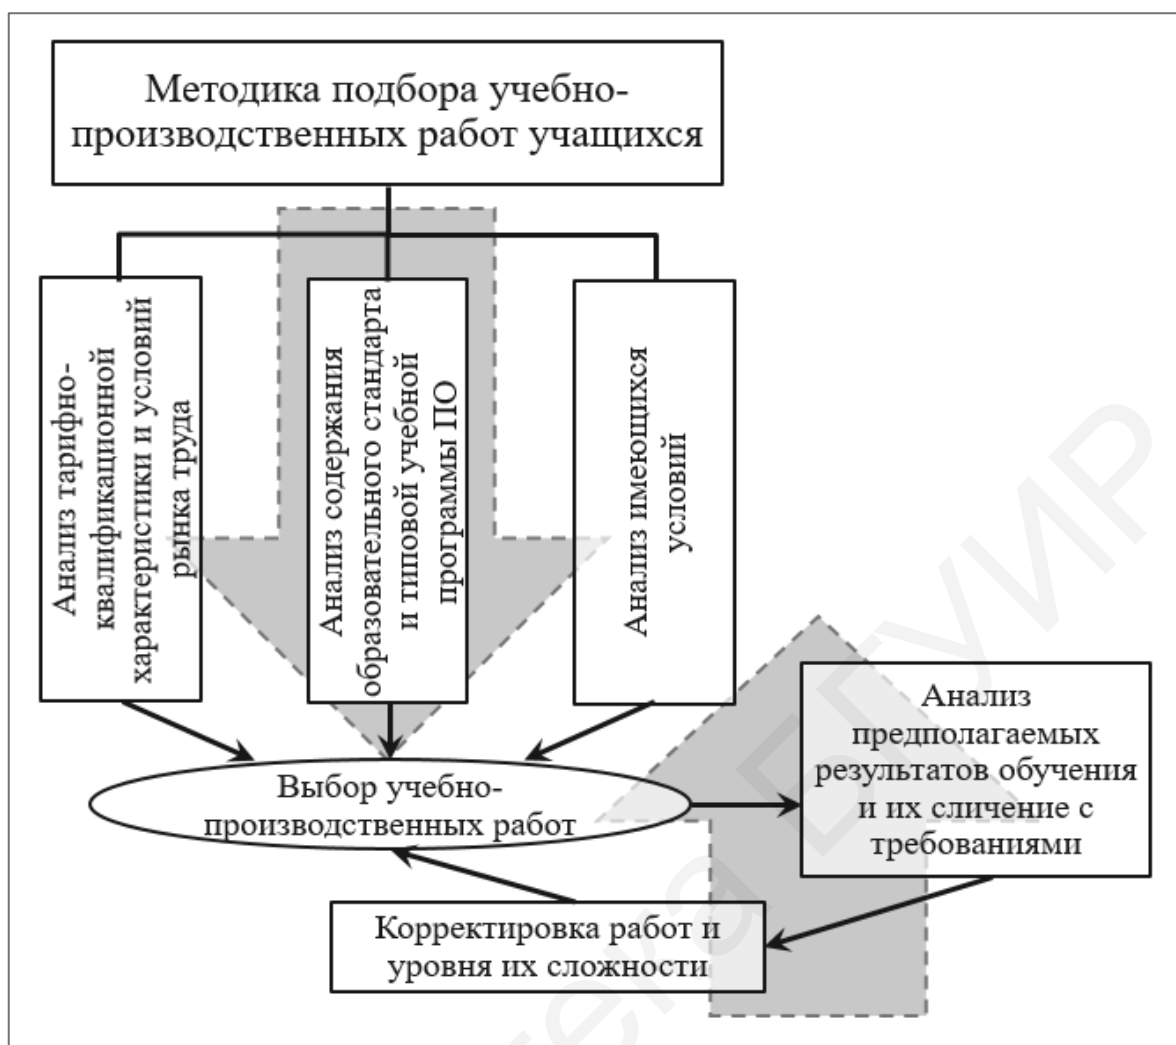 Методика подбора учебно-
производственных работ учащихся
Анализ тарифно-
квалификационной
характеристики и условий
рынка труда
Анализ содержания
образовательного стандарта
и типовой учебной
программы ПО
Анализ имеющихся
условий
Выбор учебно-
производственных работ
Анализ
предполагаемых
результатов обучения
и их сличение с
требованиями
Корректировка работ и
уровня их сложности
БГУИР